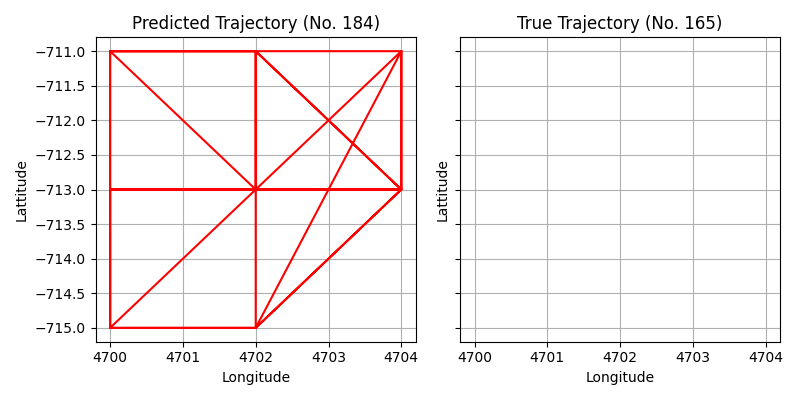 Predicted Trajectory (No. 184)
−711.0
−711.5
−712.0
−712.5
−713.0
−713.5
−714.0
−714.5
−715.0
Lattitude
4700 4701 4702 4703 4704
Longitude
True Trajectory (No. 165)
Lattitude
4700 4701 4702 4703 4704
Longitude